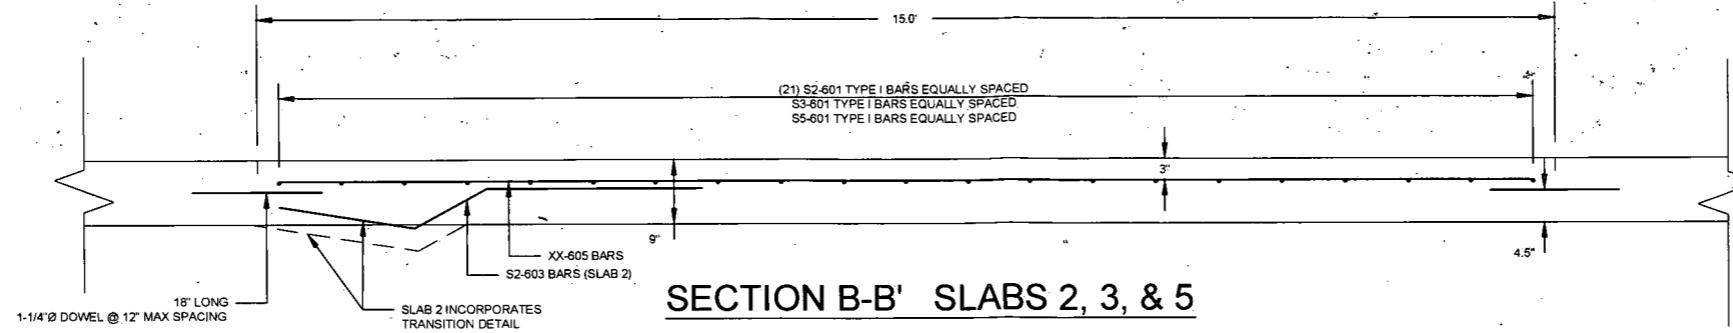 15.0'
(21) S2-601 TYPE I BARS EQUALLY SPACED
S3-601 TYPE I BARS EQUALLY SPACED
S5-601 TYPE I BARS EQUALLY SPACED
3"
9"
4.5"
XX-605 BARS
S2-603 BARS (SLAB 2)
18" LONG
1-1/4"Ø DOWEL @ 12" MAX SPACING
SLAB 2 INCORPORATES
TRANSITION DETAIL
SECTION B-B' SLABS 2, 3, & 5